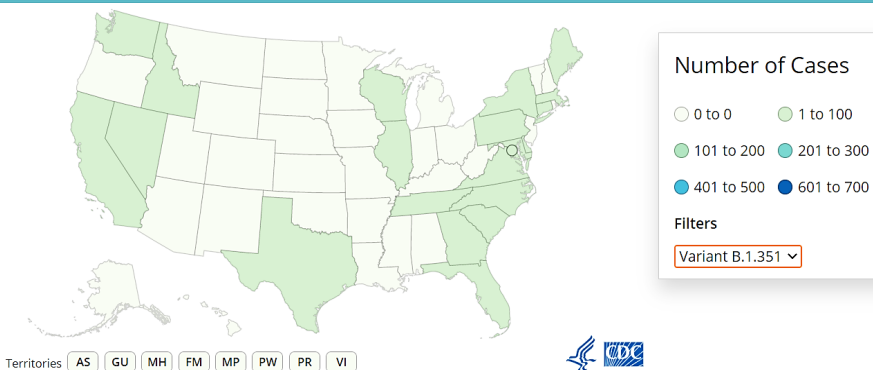 Number of Cases
0 to 0
1 to 100
101 to 200
201 to 300
401 to 500
601 to 700
Filters
Variant B.1.351
Territories AS GU MH FM MP PW PR VI
CDC